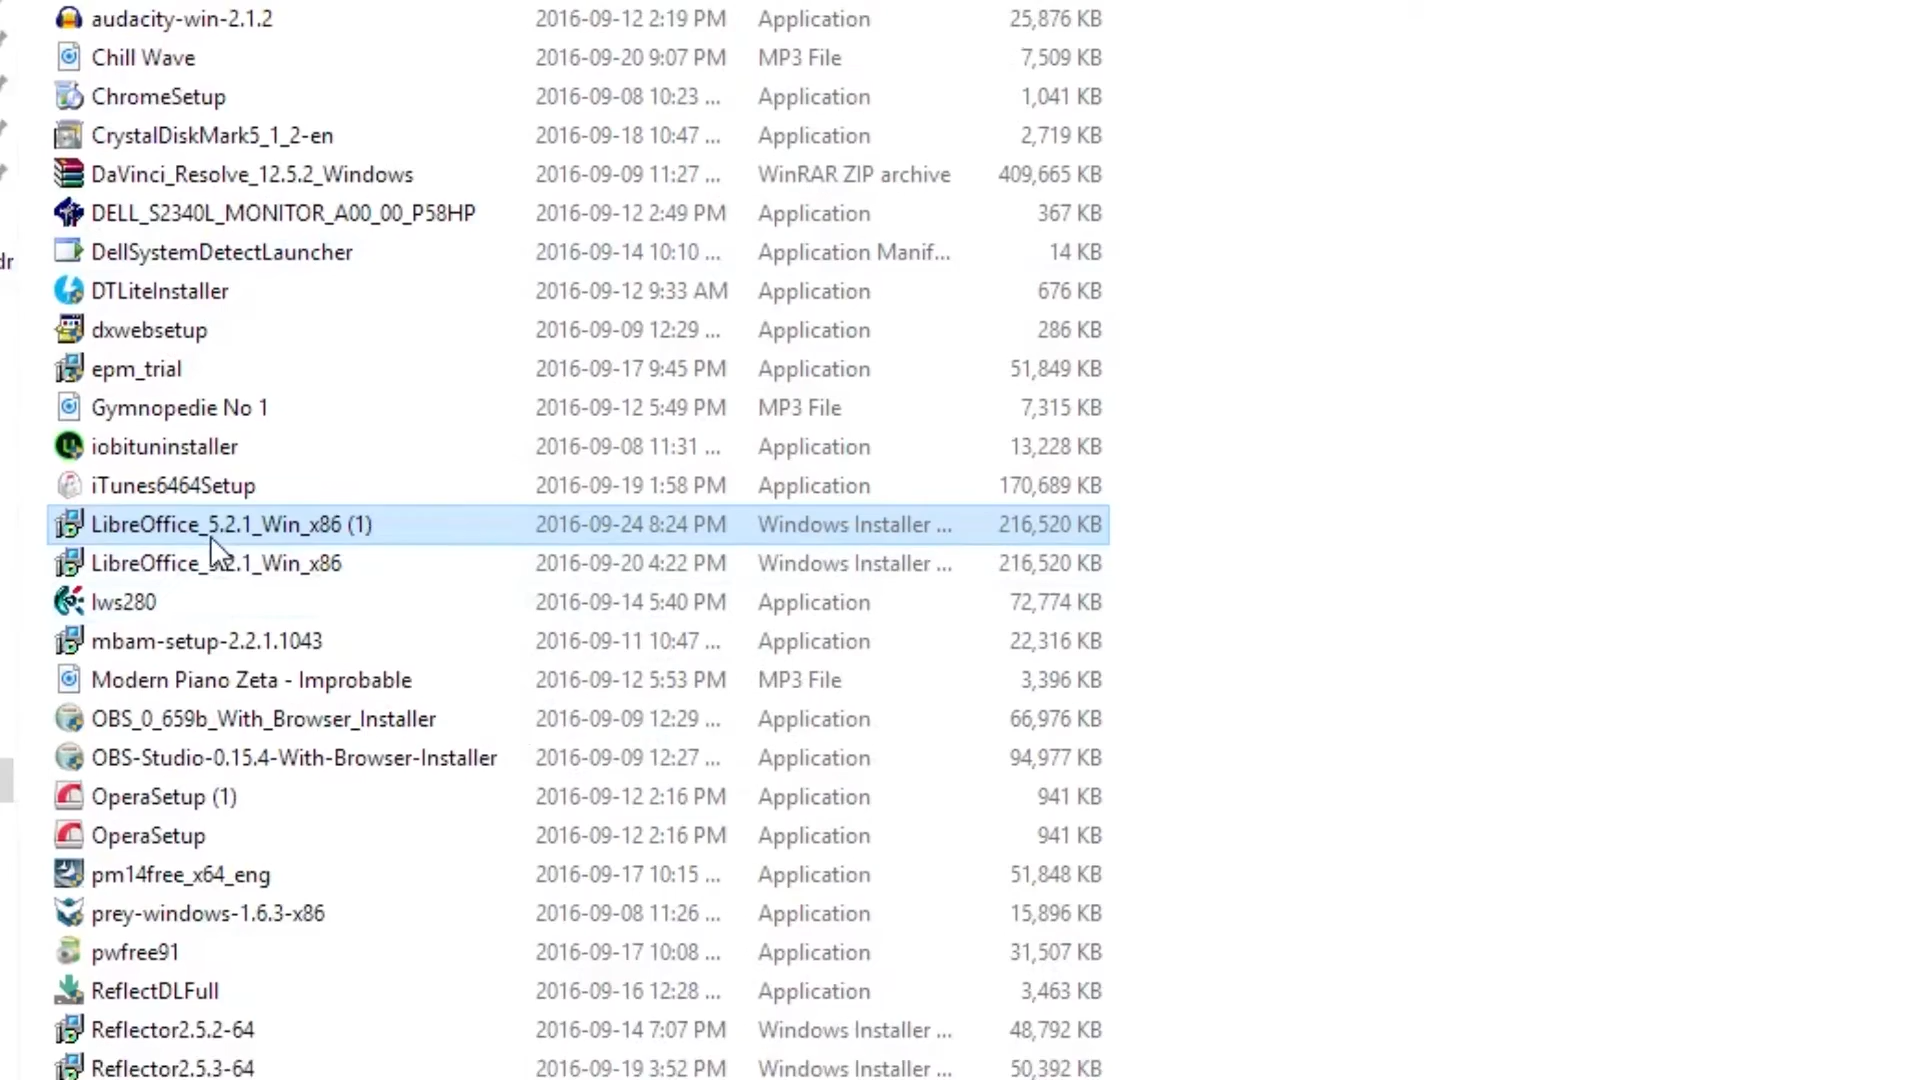 audacity-win-2.1.2 2016-09-12 2:19 PM Application 25,876 KB
Chill Wave 2016-09-20 9:07 PM MP3 File 7,509 KB
ChromeSetup 2016-09-08 10:23 ... Application 1,041 KB
CrystalDiskMark5_1_2-en 2016-09-18 10:47 ... Application 2,719 KB
DaVinci_Resolve_12.5.2_Windows 2016-09-09 11:27 ... WinRAR ZIP archive 409,665 KB
DELL_S2340L_MONITOR_A00_00_P58HP 2016-09-12 2:49 PM Application 367 KB
dr DellSystemDetectLauncher 2016-09-14 10:10 ... Application Manif... 14 KB
DTLiteInstaller 2016-09-12 9:33 AM Application 676 KB
dxwebsetup 2016-09-09 12:29 ... Application 286 KB
epm_trial 2016-09-17 9:45 PM Application 51,849 KB
Gymnopedie No 1 2016-09-12 5:49 PM MP3 File 7,315 KB
iobituninstaller 2016-09-08 11:31 ... Application 13,228 KB
iTunes6464Setup 2016-09-19 1:58 PM Application 170,689 KB
LibreOffice_5.2.1_Win_x86 (1) 2016-09-24 8:24 PM Windows Installer ... 216,520 KB
LibreOffice_5.2.1_Win_x86 2016-09-20 4:22 PM Windows Installer ... 216,520 KB
lws280 2016-09-14 5:40 PM Application 72,774 KB
mbam-setup-2.2.1.1043 2016-09-11 10:47 ... Application 22,316 KB
Modern Piano Zeta - Improbable 2016-09-12 5:53 PM MP3 File 3,396 KB
OBS_0_659b_With_Browser_Installer 2016-09-09 12:29 ... Application 66,976 KB
OBS-Studio-0.15.4-With-Browser-Installer 2016-09-09 12:27 ... Application 94,977 KB
OperaSetup (1) 2016-09-12 2:16 PM Application 941 KB
OperaSetup 2016-09-12 2:16 PM Application 941 KB
pm14free_x64_eng 2016-09-17 10:15 ... Application 51,848 KB
prey-windows-1.6.3-x86 2016-09-08 11:26 ... Application 15,896 KB
pwfree91 2016-09-17 10:08 ... Application 31,507 KB
ReflectDLFull 2016-09-16 12:28 ... Application 3,463 KB
Reflector2.5.2-64 2016-09-14 7:07 PM Windows Installer ... 48,792 KB
Reflector2.5.3-64 2016-09-19 3:52 PM Windows Installer ... 50,392 KB